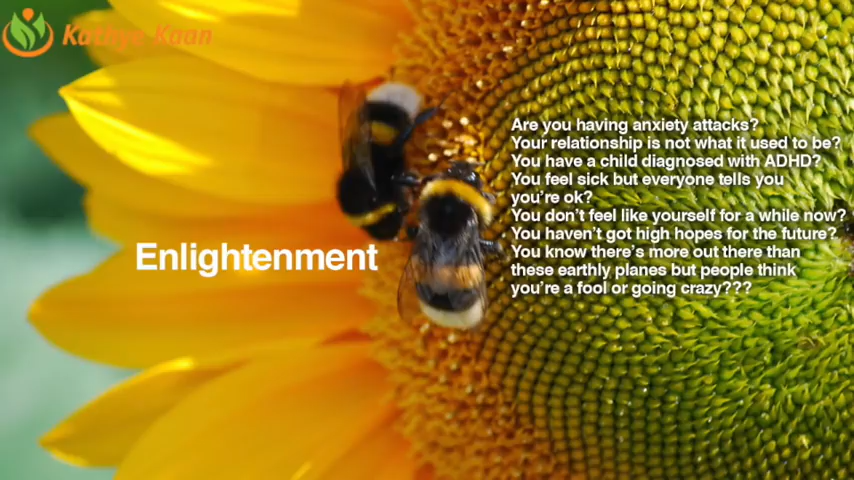 Kathye Kaan
Are you having anxiety attacks?
Your relationship is not what it used to be?
You have a child diagnosed with ADHD?
You feel sick but everyone tells you
you're ok?
You don't feel like yourself for a while now?
You haven't got high hopes for the future?
You know there's more out there than
these earthly planes but people think
you're a fool or going crazy???
Enlightenment